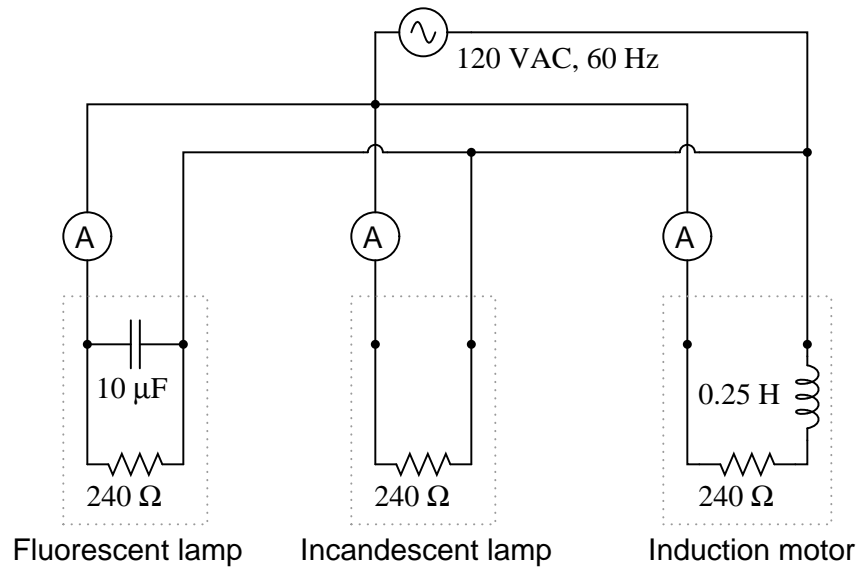 120 VAC, 60 Hz
A
A
A
10 µF
0.25 H
240 Ω
240 Ω
240 Ω
Fluorescent lamp
Incandescent lamp
Induction motor